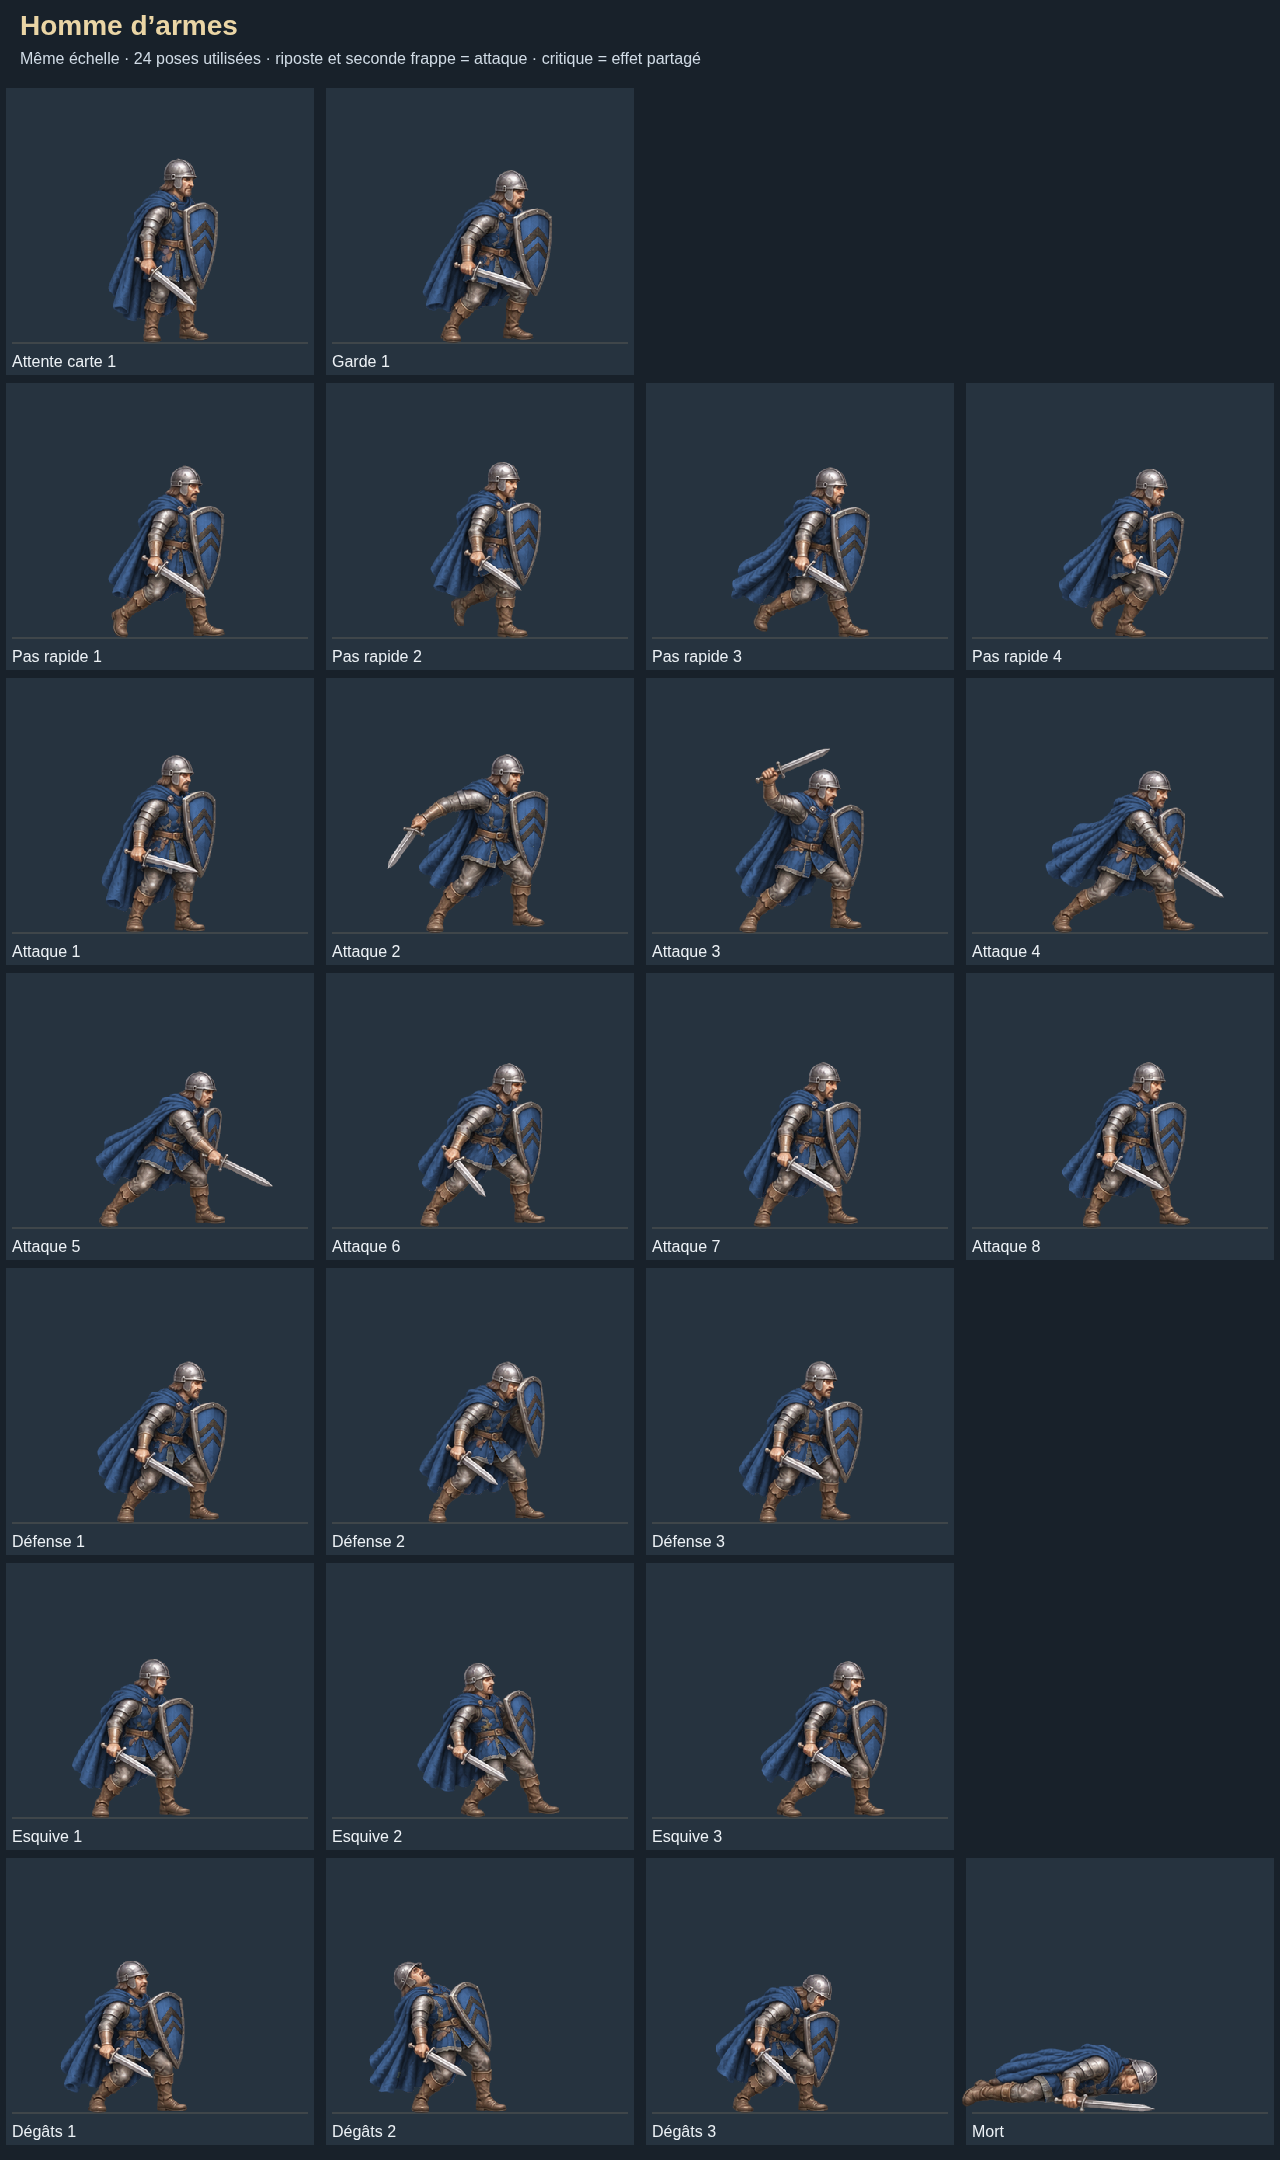 Homme d’armes
Même échelle · 24 poses utilisées · riposte et seconde frappe = attaque · critique = effet partagé
Attente carte 1
Garde 1
Pas rapide 1
Pas rapide 2
Pas rapide 3
Pas rapide 4
Attaque 1
Attaque 2
Attaque 3
Attaque 4
Attaque 5
Attaque 6
Attaque 7
Attaque 8
Défense 1
Défense 2
Défense 3
Esquive 1
Esquive 2
Esquive 3
Dégâts 1
Dégâts 2
Dégâts 3
Mort